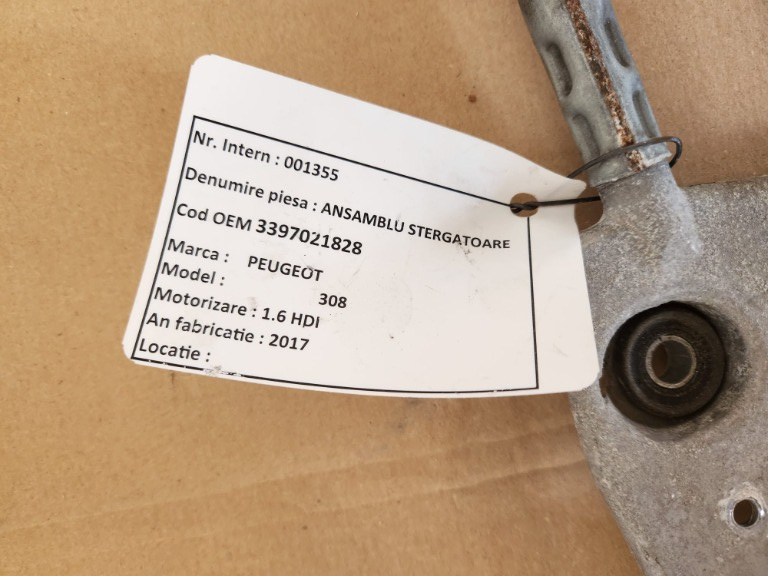 Nr. Intern : 001355
Denumire piesa : ANSAMBLU STERGATOARE
Cod OEM 3397021828
Marca : PEUGEOT
Model : 308
Motorizare : 1.6 HDI
An fabricatie : 2017
Locatie :